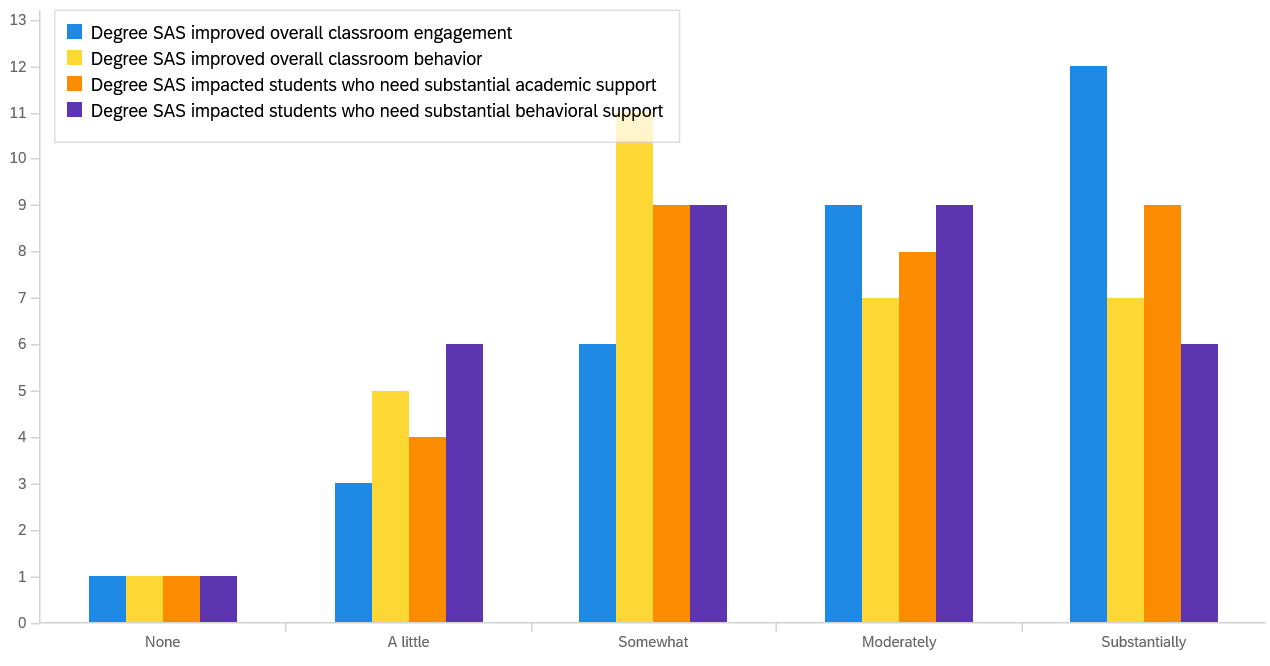 Degree SAS improved overall classroom engagement
Degree SAS improved overall classroom behavior
Degree SAS impacted students who need substantial academic support
Degree SAS impacted students who need substantial behavioral support
13
12
11
10
9
8
7
6
5
4
3
2
1
0
None A little Somewhat Moderately Substantially